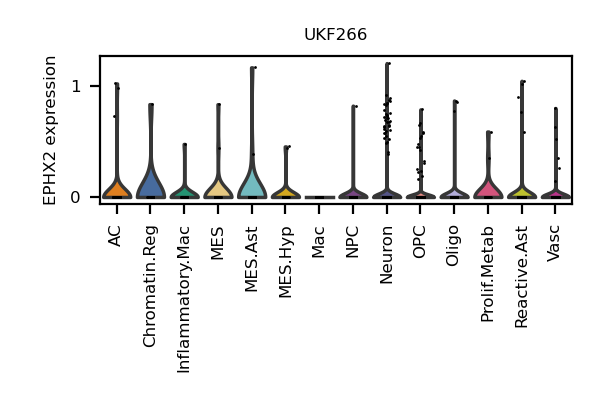 UKF266
EPHX2 expression
1
0
AC
Chromatin.Reg
Inflammatory.Mac
MES
MES.Ast
MES.Hyp
Mac
NPC
Neuron
OPC
Oligo
Prolif.Metab
Reactive.Ast
Vasc